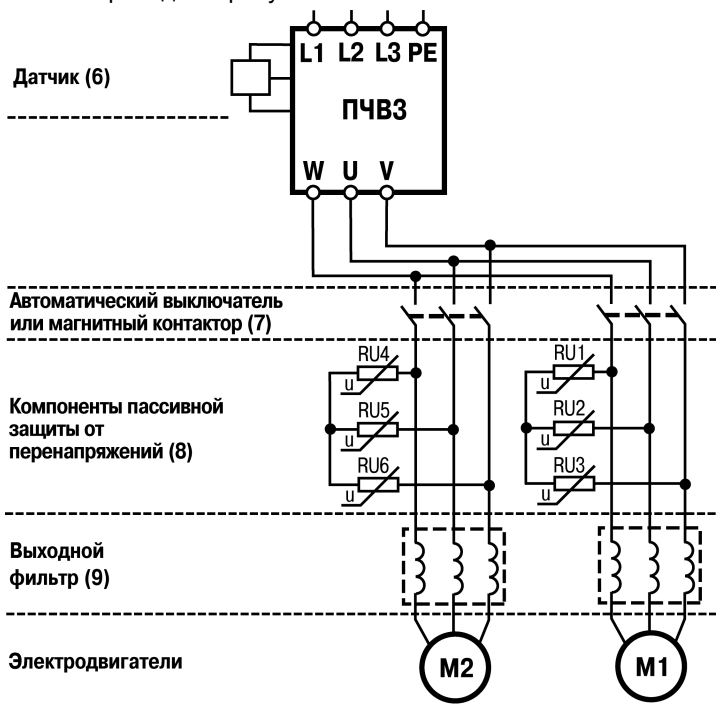 L1 L2 L3 PE
Датчик (6)
ПЧВ3
W U V
Автоматический выключатель
или магнитный контактор (7)
RU4
u
RU1
u
Компоненты пассивной
защиты от
перенапряжений (8)
RU5
u
RU2
u
RU6
u
RU3
u
Выходной
фильтр (9)
Электродвигатели
M2
M1